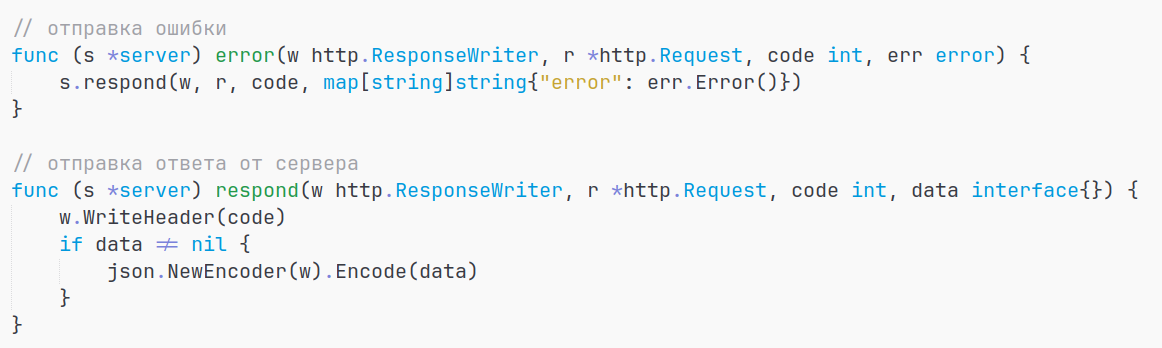 // отправка ошибки
func (s *server) error(w http.ResponseWriter, r *http.Request, code int, err error) {
    s.respond(w, r, code, map[string]string{"error": err.Error()})
}

// отправка ответа от сервера
func (s *server) respond(w http.ResponseWriter, r *http.Request, code int, data interface{}) {
    w.WriteHeader(code)
    if data != nil {
        json.NewEncoder(w).Encode(data)
    }
}